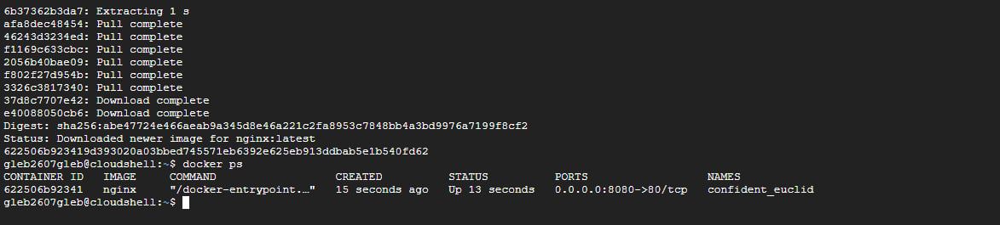 6b37362b3da7: Extracting 1 s
afa8dec48454: Pull complete
46243d3234ed: Pull complete
f1169c633cbc: Pull complete
2056b40bae09: Pull complete
f802f27d954b: Pull complete
3326c3817340: Pull complete
37d8c7707e42: Download complete
e40088050cb6: Download complete
Digest: sha256:abe47724e466aeab9a345d8e46a221c2fa8953c7848bb4a3bd9976a7199f8cf2
Status: Downloaded newer image for nginx:latest
622506b923419d393020a03bbed745571eb6392e625eb913ddbab5e1b540fd62
gleb2607gleb@cloudshell:~$ docker ps
CONTAINER ID   IMAGE     COMMAND                  CREATED          STATUS          PORTS                  NAMES
622506b92341   nginx     "/docker-entrypoint.…"   15 seconds ago   Up 13 seconds   0.0.0.0:8080->80/tcp   confident_euclid
gleb2607gleb@cloudshell:~$